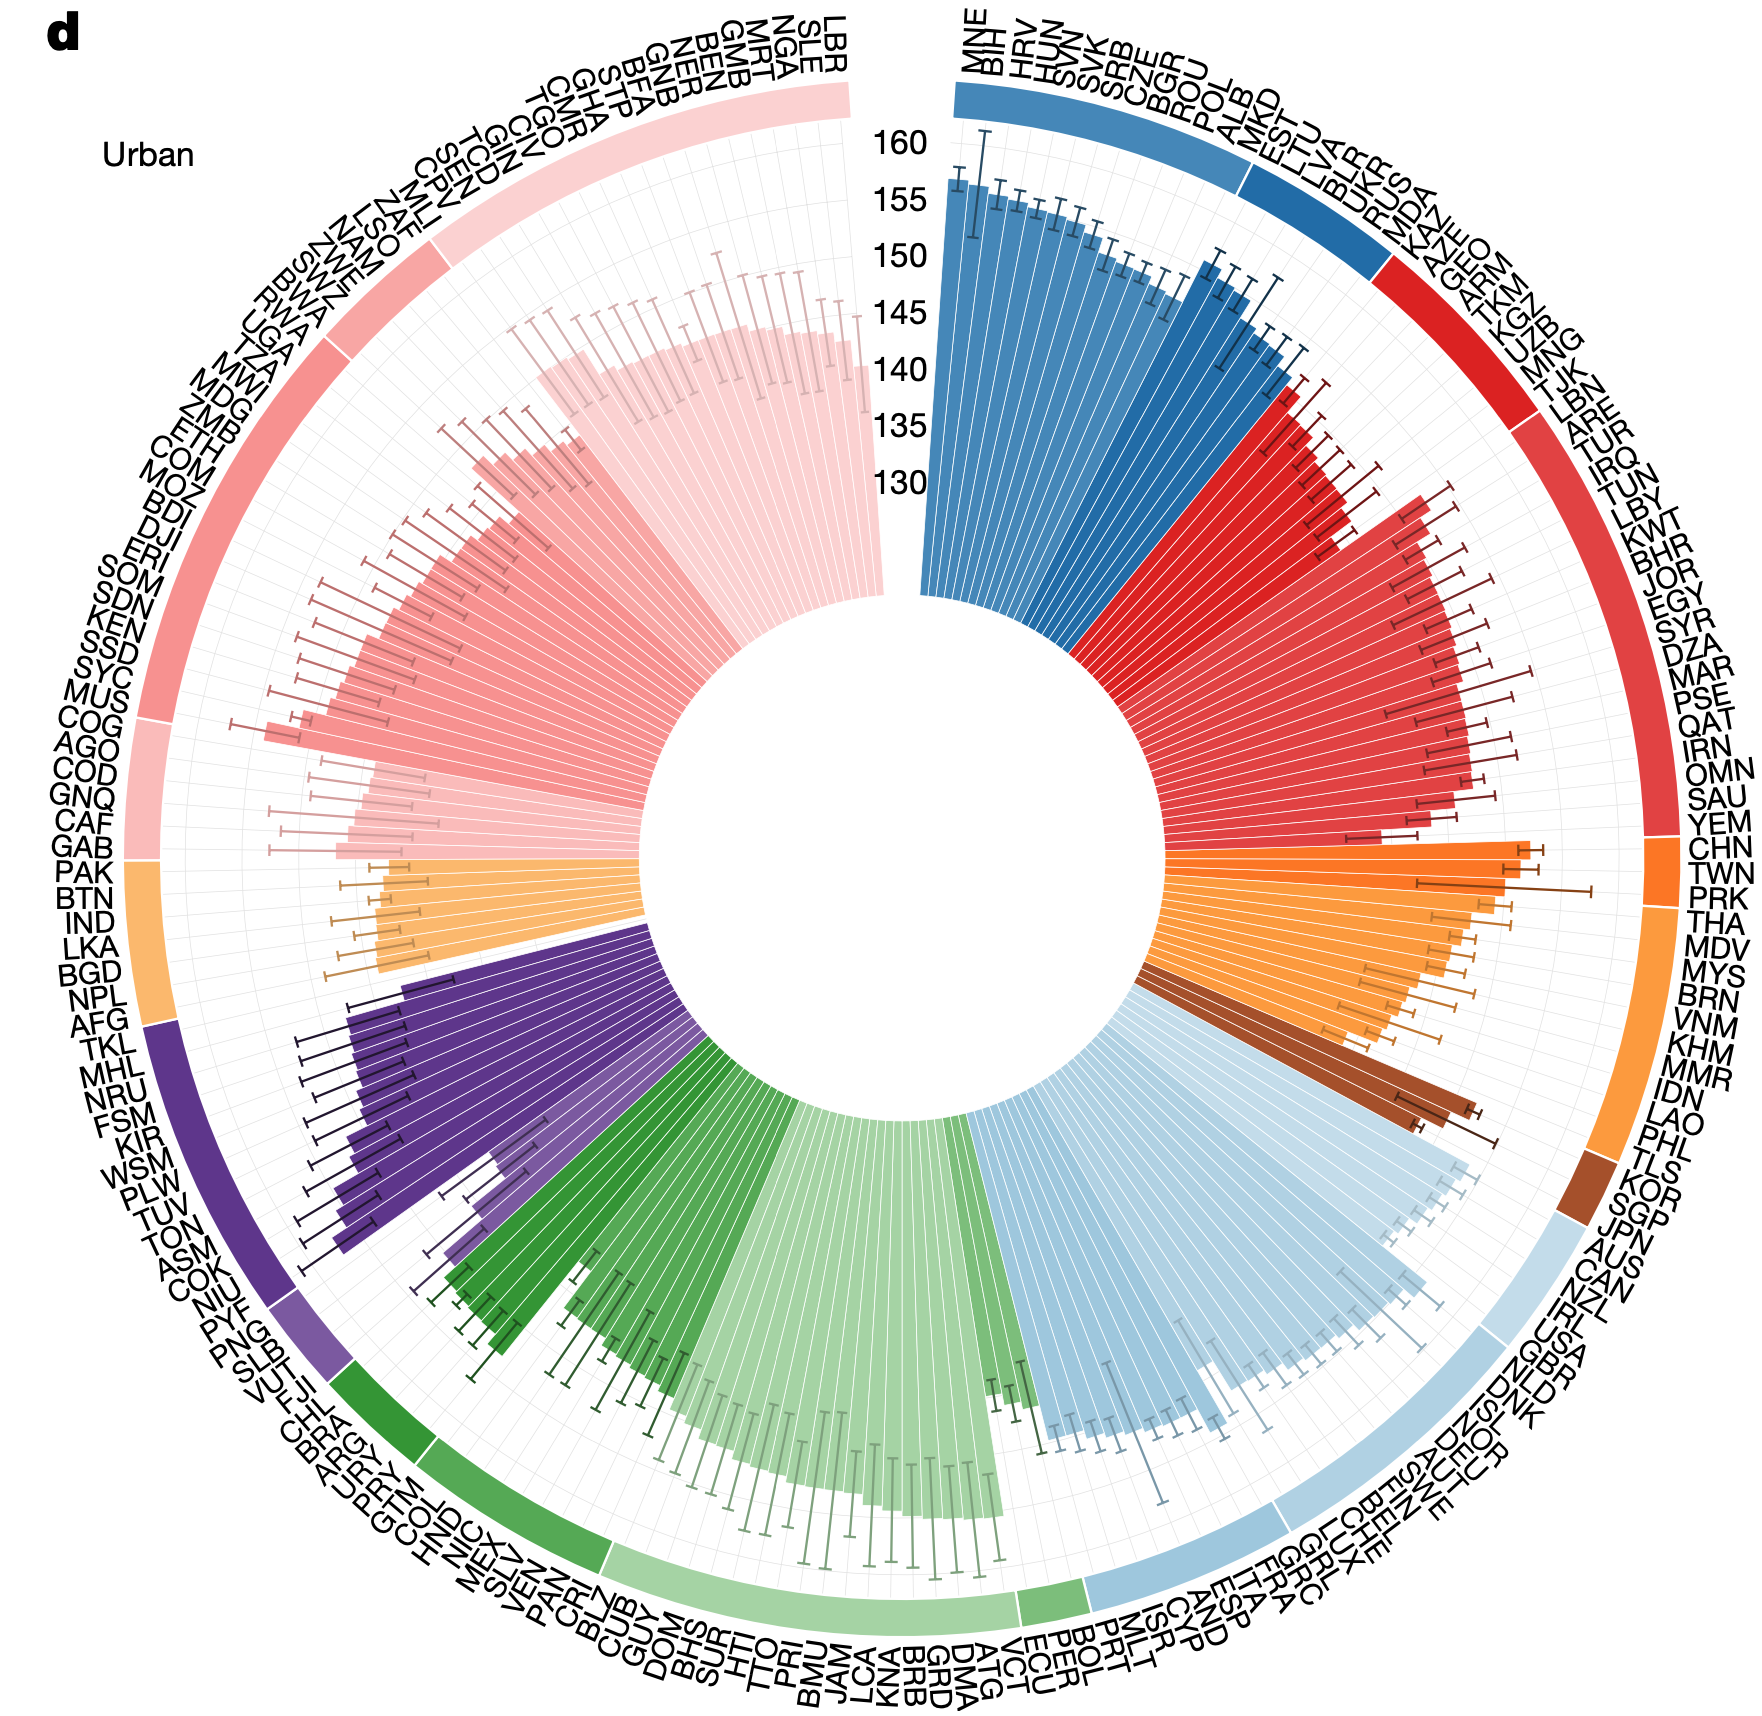 d
Urban
160
155
150
145
140
135
130
MNE
BIH
HRV
HUN
SVN
SVK
SRB
CZE
BGR
ROU
POL
ALB
MKD
EST
LTU
LVA
BLR
UKR
RUS
MDA
KAZ
AZE
GEO
ARM
TKM
KGZ
UZB
MNG
TJK
LBN
ARE
TUR
IRQ
TUN
LBY
KWT
BHR
JOR
EGY
SYR
DZA
MAR
PSE
QAT
IRN
OMN
SAU
YEM
CHN
TWN
PRK
THA
MDV
MYS
BRN
VNM
KHM
MMR
IDN
LAO
PHL
TLS
KOR
SGP
JPN
AUS
CAN
NZL
IRL
USA
GBR
NLD
DNK
ISL
NOR
DEU
AUT
SWE
FIN
BEL
CHE
LUX
GRL
GRC
FRA
ITA
ESP
AND
CYP
ISR
MLT
PRT
BOL
PER
ECU
VCT
ATG
DMA
GRD
BRB
KNA
LCA
JAM
BMU
PRI
TTO
HTI
SUR
BHS
DOM
GUY
CUB
BLZ
CRI
PAN
VEN
SLV
MEX
NIC
HND
COL
GTM
PRY
URY
ARG
BRA
CHL
FJI
VUT
SLB
PNG
PYF
NIU
COK
ASM
TON
TUV
PLW
WSM
KIR
FSM
NRU
MHL
TKL
AFG
NPL
BGD
LKA
IND
BTN
PAK
GAB
CAF
GNQ
COD
AGO
COG
MUS
SYC
SSD
KEN
SDN
SOM
ERI
DJI
BDI
MOZ
COM
ETH
ZMB
MDG
MWI
TZA
UGA
RWA
BWA
SWZ
ZWE
NAM
LSO
ZAF
MLI
CPV
SEN
TCD
GIN
CIV
TGO
CMR
GHA
STP
BFA
GNB
NER
BEN
GMB
MRT
NGA
SLE
LBR